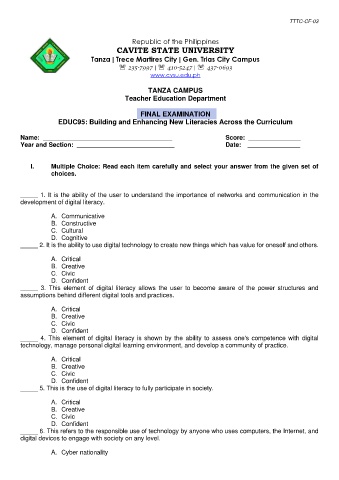 TTTC-CF-03
Republic of the Philippines
CAVITE STATE UNIVERSITY
Tanza | Trece Martires City | Gen. Trias City Campus
☏ 235-7997 | ☏ 410-5247 | ☏ 437-0693
www.cvsu.edu.ph
TANZA CAMPUS
Teacher Education Department
FINAL EXAMINATION
EDUC95: Building and Enhancing New Literacies Across the Curriculum
Name: ____________________ Score: ____________
Year and Section: ____________________ Date: ____________
I. Multiple Choice: Read each item carefully and select your answer from the given set of
choices.
_____ 1. It is the ability of the user to understand the importance of networks and communication in the
development of digital literacy.
A. Communicative
B. Constructive
C. Cultural
D. Cognitive
_____ 2. It is the ability to use digital technology to create new things which has value for oneself and others.
A. Critical
B. Creative
C. Civic
D. Confident
_____ 3. This element of digital literacy allows the user to become aware of the power structures and
assumptions behind different digital tools and practices.
A. Critical
B. Creative
C. Civic
D. Confident
_____ 4. This element of digital literacy is shown by the ability to assess one's competence with digital
technology, manage personal digital learning environment, and develop a community of practice.
A. Critical
B. Creative
C. Civic
D. Confident
_____ 5. This is the use of digital literacy to fully participate in society.
A. Critical
B. Creative
C. Civic
D. Confident
_____ 6. This refers to the responsible use of technology by anyone who uses computers, the Internet, and
digital devices to engage with society on any level.
A. Cyber nationality